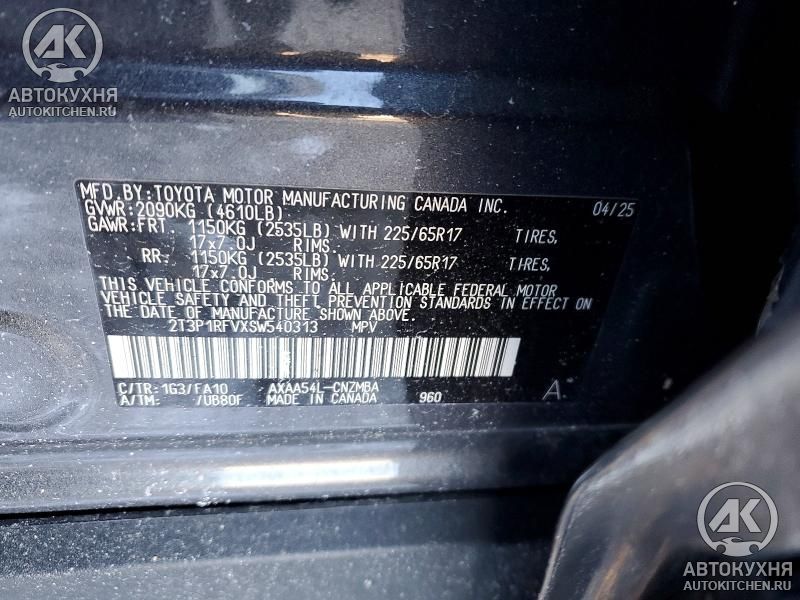 АК
АВТОКУХНЯ
AUTOKITCHEN.RU
MFD. BY: TOYOTA MOTOR MANUFACTURING CANADA INC. 04/25
GVWR: 2090KG (4610LB)
GAWR: FRT. 1150KG (2535LB) WITH 225/65R17 TIRES,
17x7.0J RIMS.
RR. 1150KG (2535LB) WITH 225/65R17 TIRES,
17x7.0J RIMS.
THIS VEHICLE CONFORMS TO ALL APPLICABLE FEDERAL MOTOR
VEHICLE SAFETY AND THEFT PREVENTION STANDARDS IN EFFECT ON
THE DATE OF MANUFACTURE SHOWN ABOVE.
2T3P1RFVXSW540313 MPV
C/TR: 1G3/FA10 AXAA54L-CNZMBA
A/TM: /UB80F MADE IN CANADA 960 A
АК
АВТОКУХНЯ
AUTOKITCHEN.RU